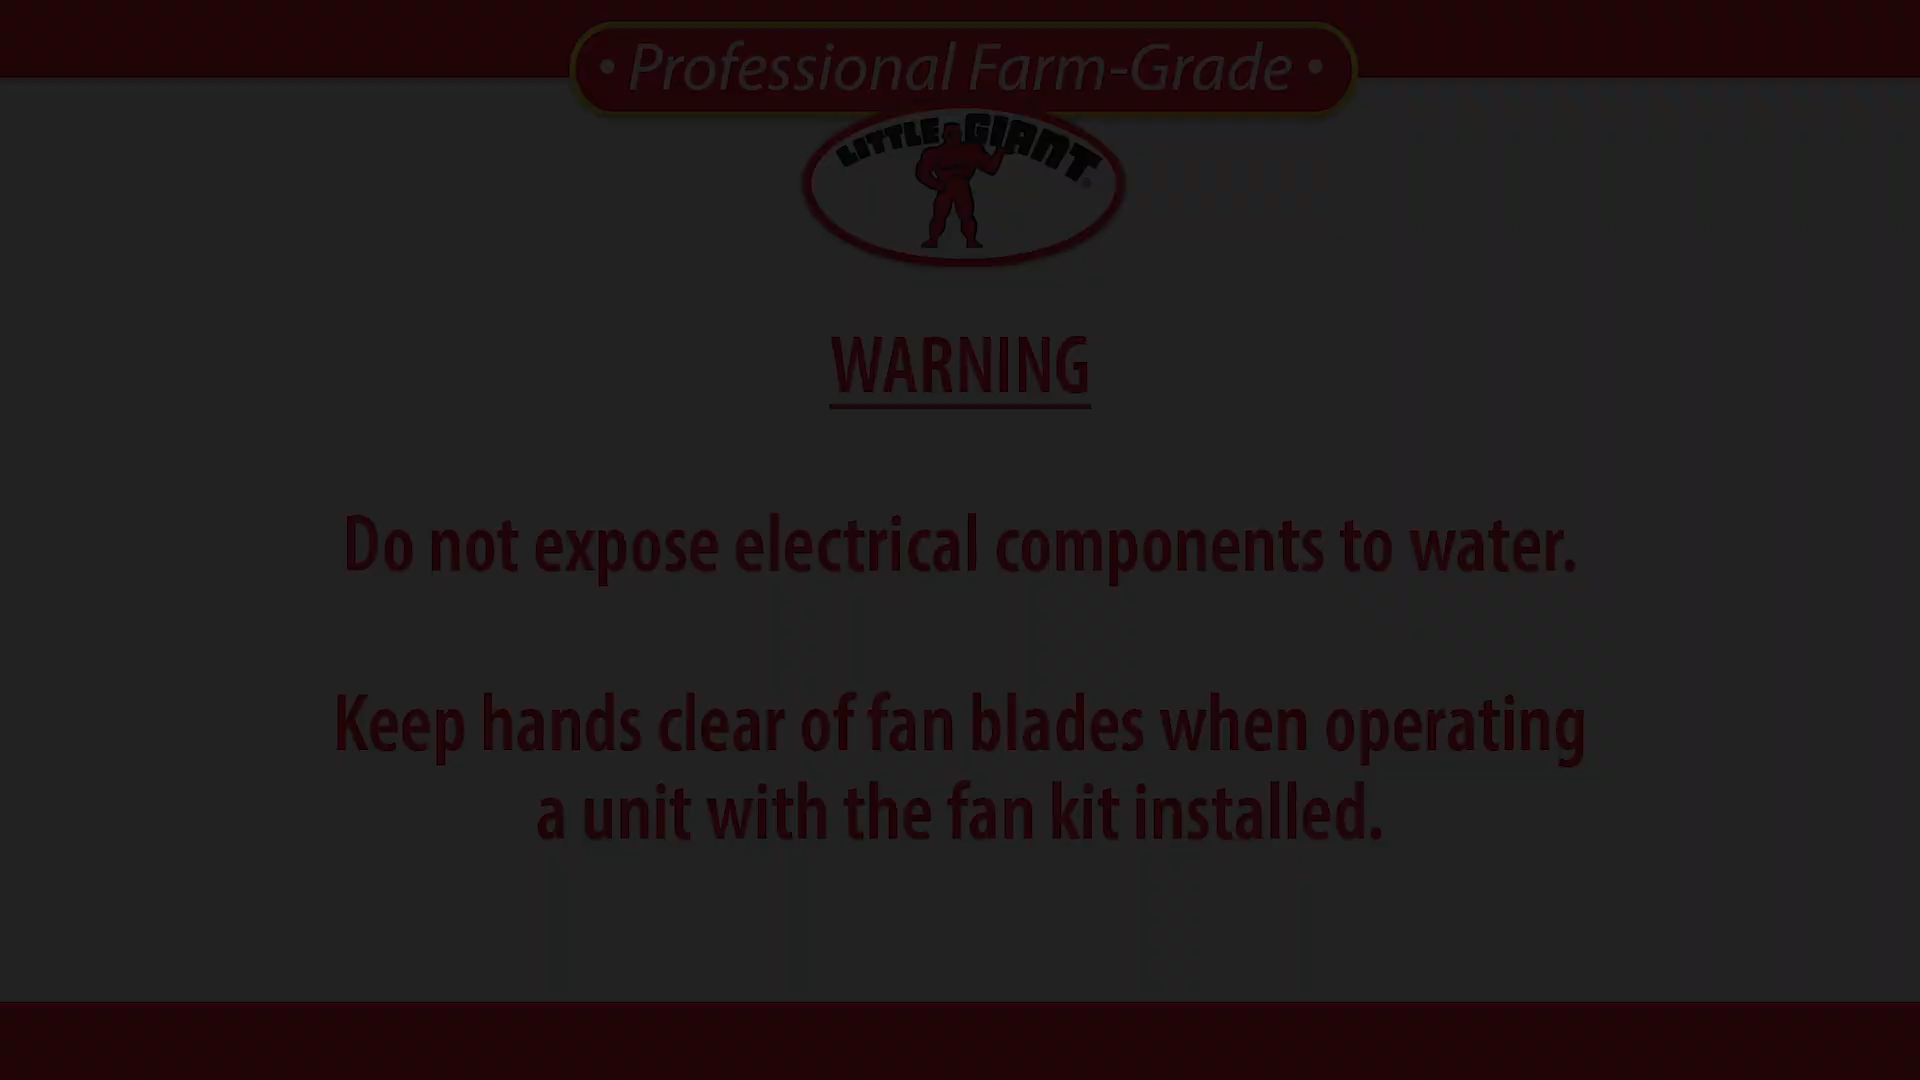 • Professional Farm-Grade •
LITTLE GIANT®
WARNING
Do not expose electrical components to water.
Keep hands clear of fan blades when operating
a unit with the fan kit installed.